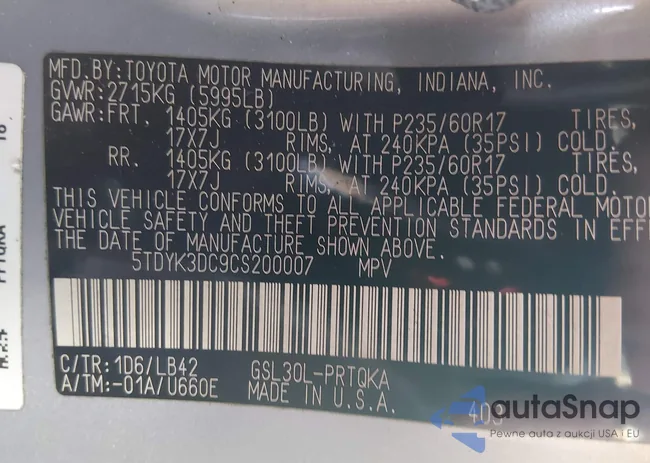 MFD.BY:TOYOTA MOTOR MANUFACTURING, INDIANA, INC.
GVWR:2715KG (5995LB)
GAWR:FRT. 1405KG (3100LB) WITH P235/60R17 TIRES,
17X7J RIMS, AT 240KPA (35PSI) COLD.
RR. 1405KG (3100LB) WITH P235/60R17 TIRES,
17X7J RIMS, AT 240KPA (35PSI) COLD.
THIS VEHICLE CONFORMS TO ALL APPLICABLE FEDERAL MOTOR
VEHICLE SAFETY AND THEFT PREVENTION STANDARDS IN EFFE
THE DATE OF MANUFACTURE SHOWN ABOVE.
5TDYK3DC9CS200007 MPV
C/TR:1D6/LB42 GSL30L-PRTQKA
A/TM:-01A/U660E MADE IN U.S.A.
autaSnap
Pewne auta z aukcji USA i EU